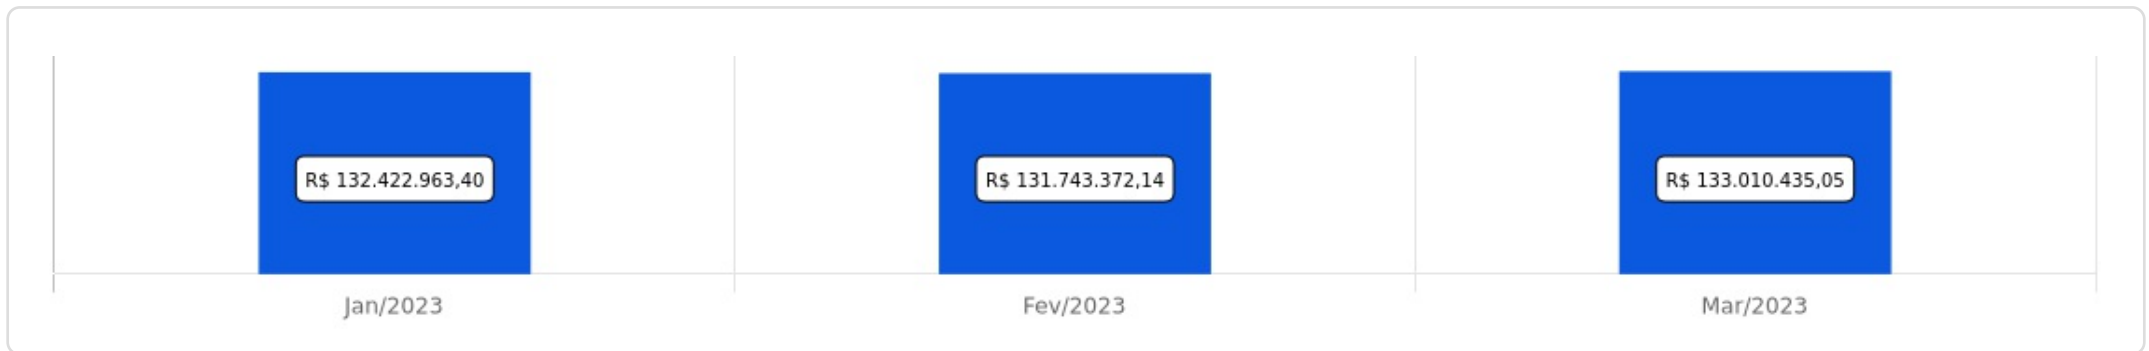 R$ 132.422.963,40
R$ 131.743.372,14
R$ 133.010.435,05
Jan/2023
Fev/2023
Mar/2023